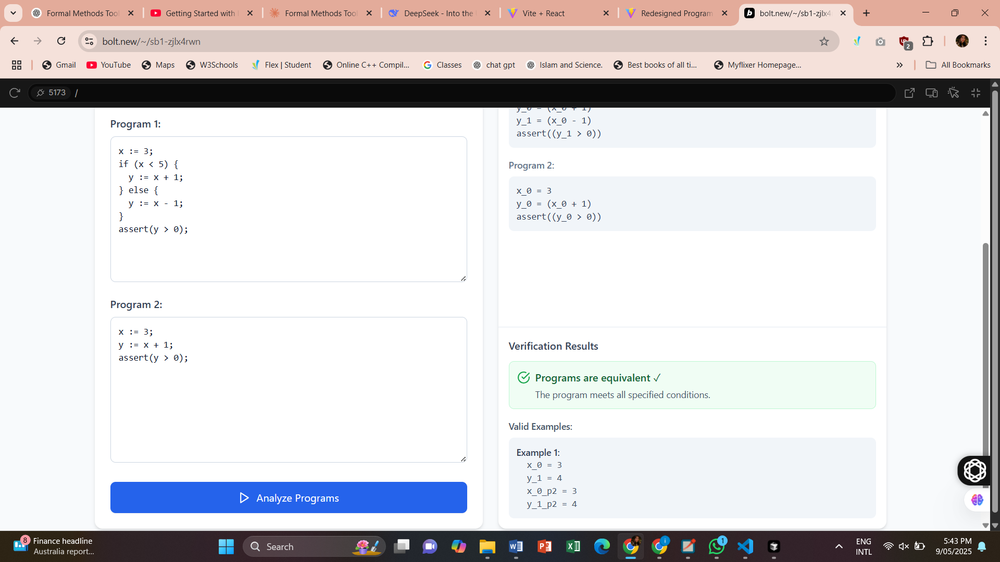 Formal Methods Tool
Getting Started with
Formal Methods Tool
DeepSeek - Into the
Vite + React
Redesigned Program
bolt.new/~/sb1-zjlx4
bolt.new/~/sb1-zjlx4rwn
2
Gmail
YouTube
Maps
W3Schools
Flex | Student
Online C++ Compil...
Classes
chat gpt
Islam and Science.
Best books of all ti...
Myflixer Homepage...
All Bookmarks
5173 /
Program 1:
x := 3;
if (x < 5) {
  y := x + 1;
} else {
  y := x - 1;
}
assert(y > 0);
Program 2:
x := 3;
y := x + 1;
assert(y > 0);
Analyze Programs
y_0 = (x_0 + 1)
y_1 = (x_0 - 1)
assert((y_1 > 0))
Program 2:
x_0 = 3
y_0 = (x_0 + 1)
assert((y_0 > 0))
Verification Results
Programs are equivalent ✓
The program meets all specified conditions.
Valid Examples:
Example 1:
x_0 = 3
y_1 = 4
x_0_p2 = 3
y_1_p2 = 4
8
Finance headline
Australia report...
Search
1
ENG
INTL
5:43 PM
9/05/2025